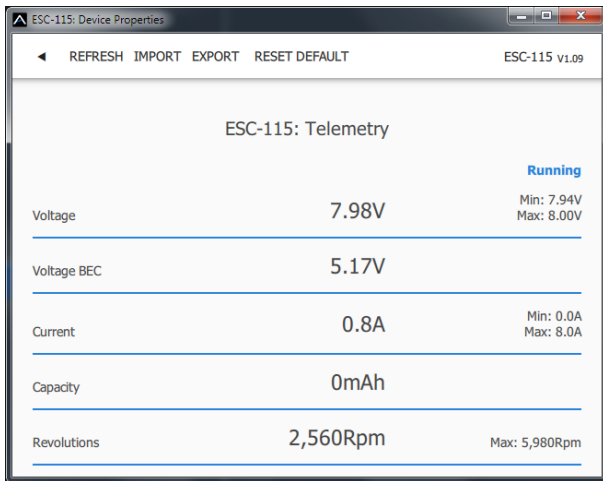 ESC-115: Device Properties
REFRESH IMPORT EXPORT RESET DEFAULT ESC-115 V1.09
ESC-115: Telemetry
Running
Voltage 7.98V Min: 7.94V
Max: 8.00V
Voltage BEC 5.17V
Current 0.8A Min: 0.0A
Max: 8.0A
Capacity 0mAh
Revolutions 2,560Rpm Max: 5,980Rpm